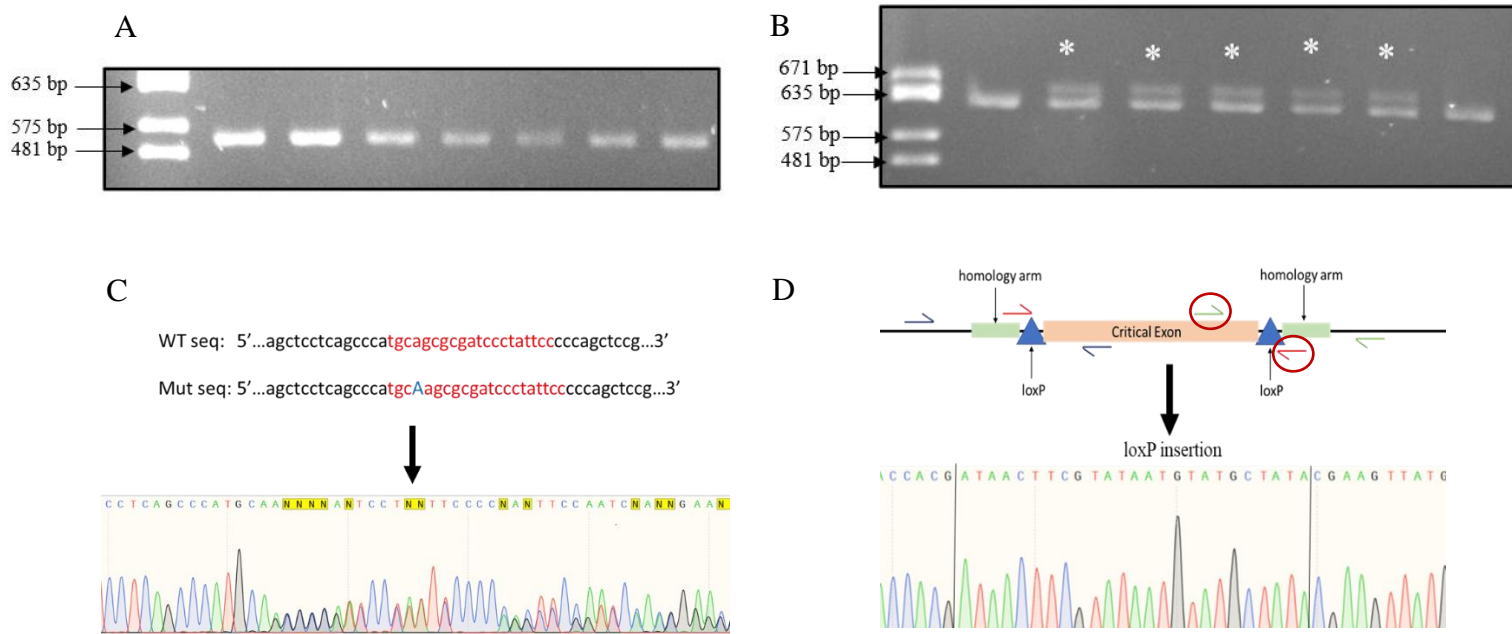 A
635 bp
575 bp
481 bp
B
* * * * *
671 bp
635 bp
575 bp
481 bp
C
WT seq: 5’...agctcctcagcccatgcagcgcgatccctattcccccagctccg...3’
Mut seq: 5’...agctcctcagcccatgcAagcgcgatccctattcccccagctccg...3’
CCTCAGCCCATGCAANNNNANTCCTNNTTCCCCNANTTCCAATCNANNGAAN
D
homology arm
homology arm
Critical Exon
loxP
loxP
loxP insertion
ACCACGATAACTTCGTATAATGTATGCTATACGAAGTTATG